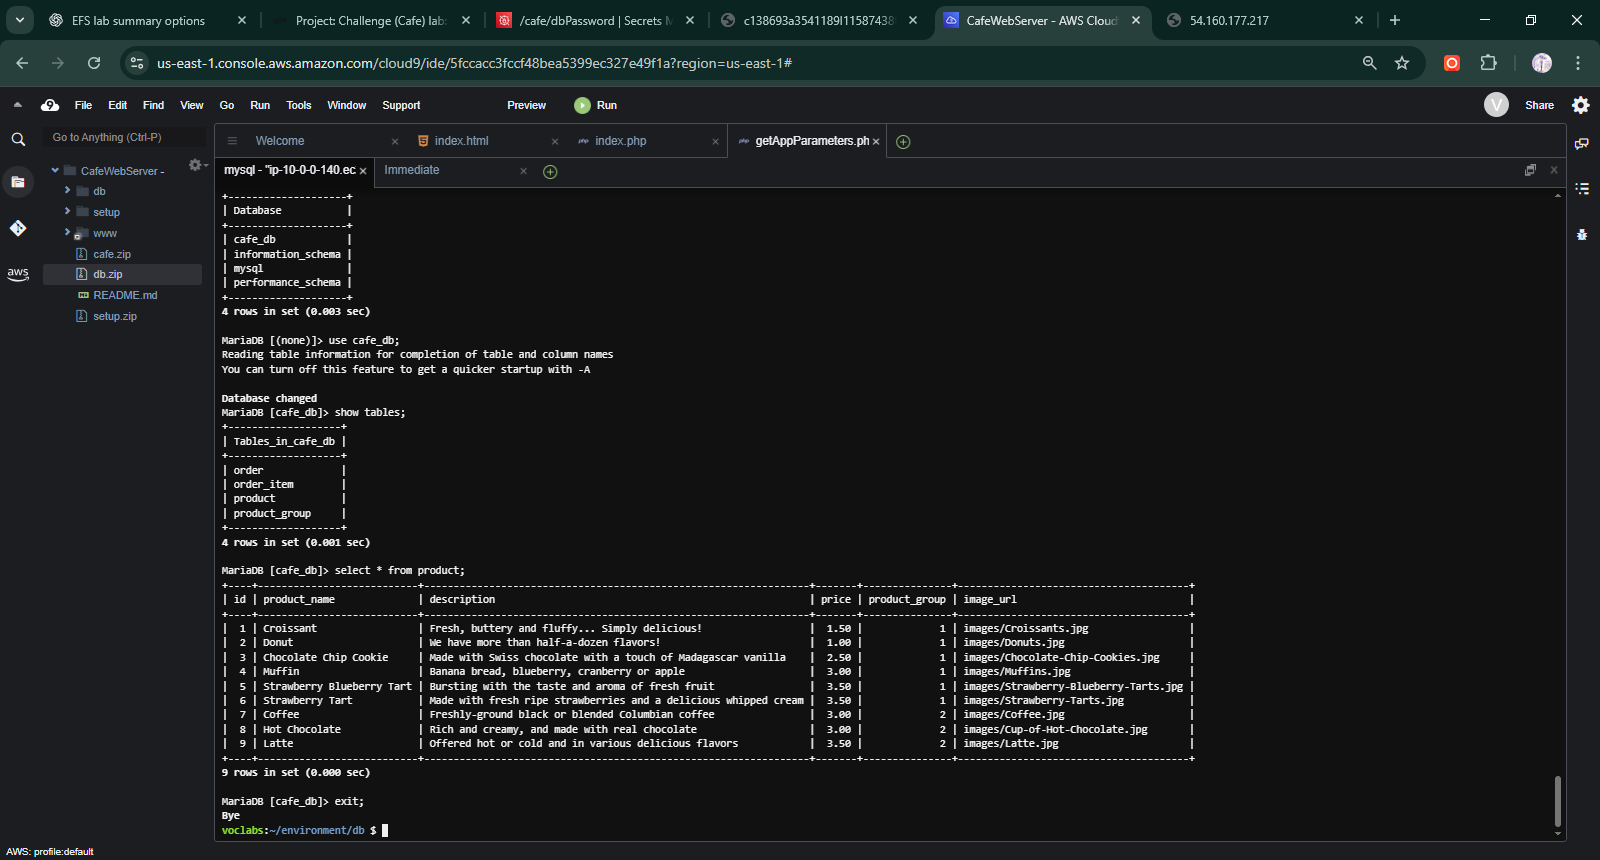 EFS lab summary options
Project: Challenge (Cafe) lab:
/cafe/dbPassword | Secrets M
c138693a3541189l11587438
CafeWebServer - AWS Cloud
54.160.177.217
us-east-1.console.aws.amazon.com/cloud9/ide/5fccacc3fccf48bea5399ec327e49f1a?region=us-east-1#
9 File Edit Find View Go Run Tools Window Support Preview Run V Share
Go to Anything (Ctrl-P)
Welcome
index.html
php index.php
php getAppParameters.ph
CafeWebServer -
db
setup
www
cafe.zip
db.zip
README.md
setup.zip
aws
mysql - "ip-10-0-0-140.ec
Immediate
+--------------------+
| Database           |
+--------------------+
| cafe_db            |
| information_schema |
| mysql              |
| performance_schema |
+--------------------+
4 rows in set (0.003 sec)
MariaDB [(none)]> use cafe_db;
Reading table information for completion of table and column names
You can turn off this feature to get a quicker startup with -A
Database changed
MariaDB [cafe_db]> show tables;
+-------------------+
| Tables_in_cafe_db |
+-------------------+
| order             |
| order_item        |
| product           |
| product_group     |
+-------------------+
4 rows in set (0.001 sec)
MariaDB [cafe_db]> select * from product;
+----+---------------------------+----------------------------------------------------------------+-------+---------------+---------------------------------------+
| id | product_name              | description                                                    | price | product_group | image_url                             |
+----+---------------------------+----------------------------------------------------------------+-------+---------------+---------------------------------------+
|  1 | Croissant                 | Fresh, buttery and fluffy... Simply delicious!                 |  1.50 |             1 | images/Croissants.jpg                 |
|  2 | Donut                     | We have more than half-a-dozen flavors!                        |  1.00 |             1 | images/Donuts.jpg                     |
|  3 | Chocolate Chip Cookie     | Made with Swiss chocolate with a touch of Madagascar vanilla   |  2.50 |             1 | images/Chocolate-Chip-Cookies.jpg     |
|  4 | Muffin                    | Banana bread, blueberry, cranberry or apple                    |  3.00 |             1 | images/Muffins.jpg                    |
|  5 | Strawberry Blueberry Tart | Bursting with the taste and aroma of fresh fruit               |  3.50 |             1 | images/Strawberry-Blueberry-Tarts.jpg |
|  6 | Strawberry Tart           | Made with fresh ripe strawberries and a delicious whipped cream |  3.50 |             1 | images/Strawberry-Tarts.jpg           |
|  7 | Coffee                    | Freshly-ground black or blended Columbian coffee               |  3.00 |             2 | images/Coffee.jpg                     |
|  8 | Hot Chocolate             | Rich and creamy, and made with real chocolate                  |  3.00 |             2 | images/Cup-of-Hot-Chocolate.jpg       |
|  9 | Latte                     | Offered hot or cold and in various delicious flavors           |  3.50 |             2 | images/Latte.jpg                      |
+----+---------------------------+----------------------------------------------------------------+-------+---------------+---------------------------------------+
9 rows in set (0.000 sec)
MariaDB [cafe_db]> exit;
Bye
voclabs:~/environment/db $
AWS: profile:default